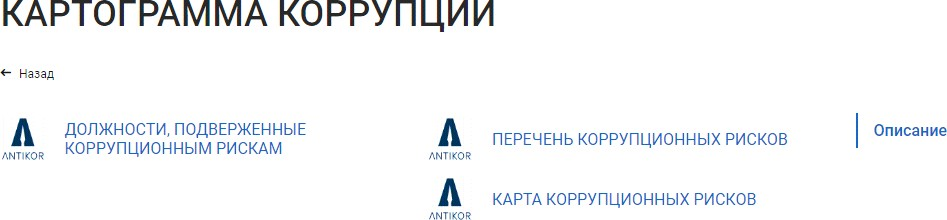 КАРТОГРАММА КОРРУПЦИИ
← Назад
ANTIKOR
ДОЛЖНОСТИ, ПОДВЕРЖЕННЫЕ
КОРРУПЦИОННЫМ РИСКАМ
ANTIKOR
ПЕРЕЧЕНЬ КОРРУПЦИОННЫХ РИСКОВ
Описание
ANTIKOR
КАРТА КОРРУПЦИОННЫХ РИСКОВ